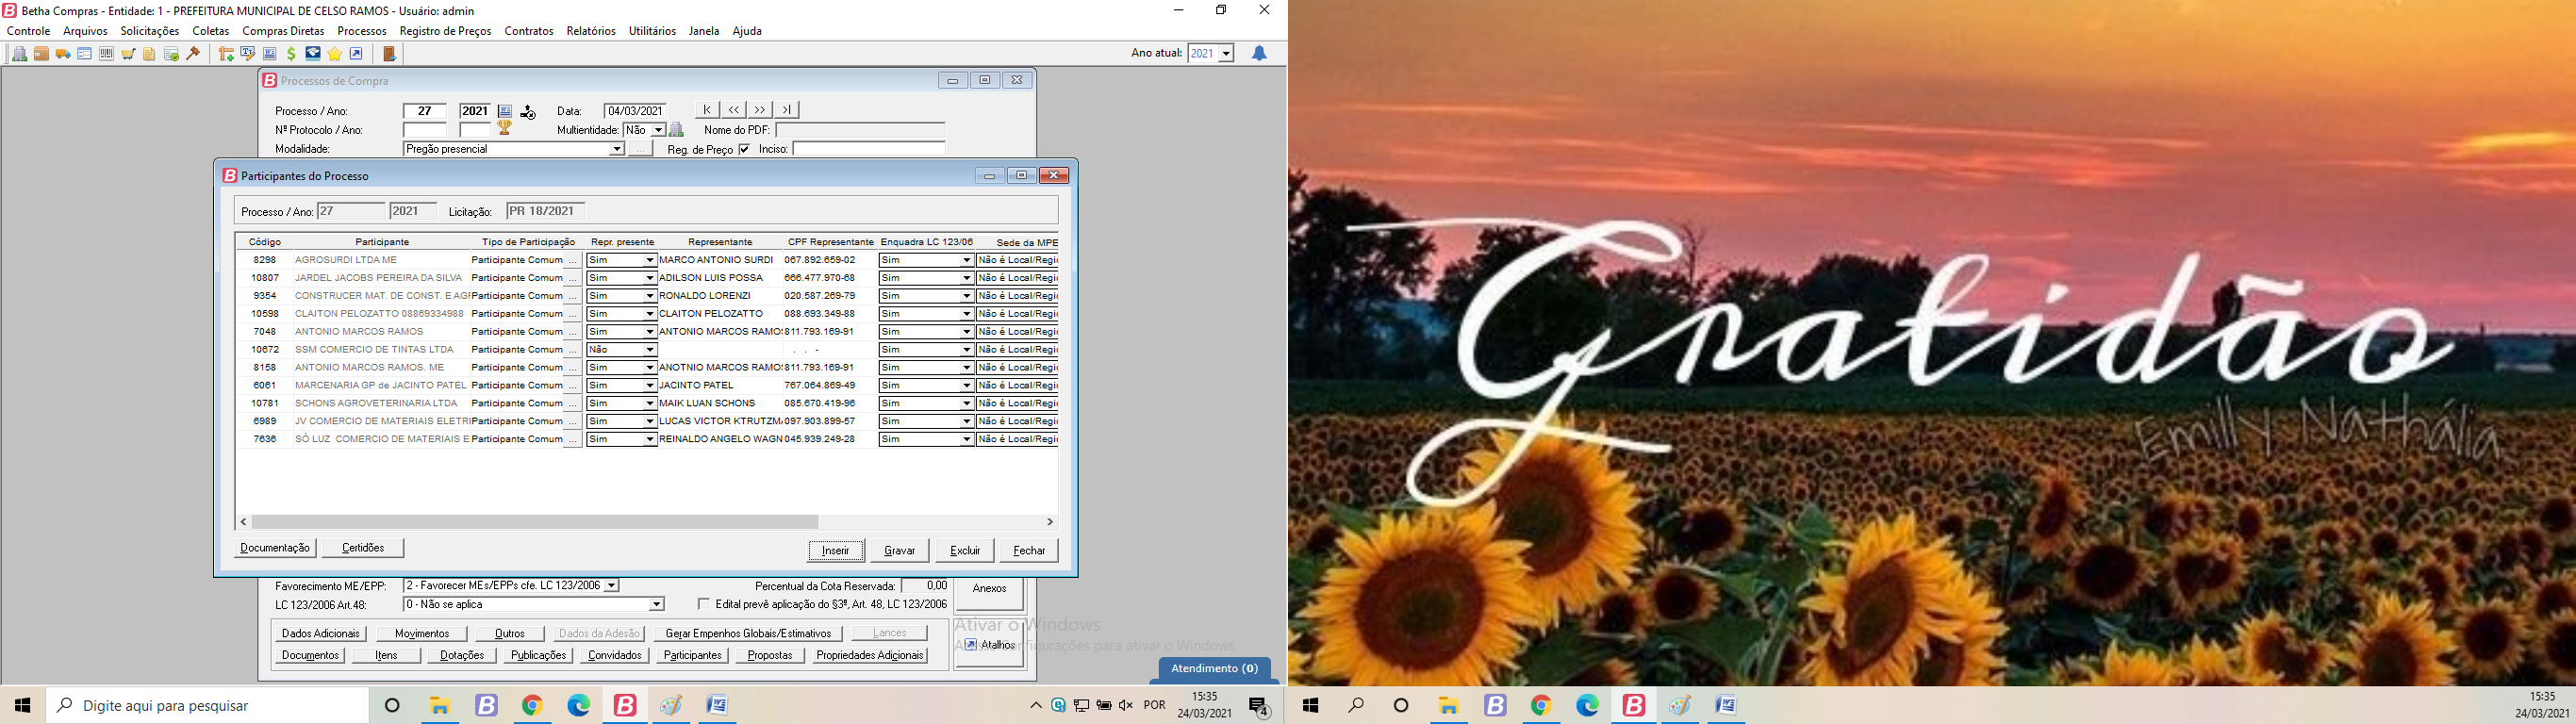 Betha Compras - Entidade: 1 - PREFEITURA MUNICIPAL DE CELSO RAMOS - Usuário: admin
Controle Arquivos Solicitações Coletas Compras Diretas Processos Registro de Preços Contratos Relatórios Utilitários Janela Ajuda
Ano atual: 2021
Processos de Compra
Processo / Ano: 27 2021 Data: 04/03/2021 |< << >> >|
Nº Protocolo / Ano: Multientidade: Não Nome do PDF:
Modalidade: Pregão presencial ... Reg. de Preço Inciso:
Participantes do Processo
Processo / Ano: 27 2021 Licitação: PR 18/2021
Código Participante Tipo de Participação Repr. presente Representante CPF Representante Enquadra LC 123/06 Sede da MPE
8298 AGROSURDI LTDA ME Participante Comum ... Sim MARCO ANTONIO SURDI 067.892.659-02 Sim Não é Local/Regi
10807 JARDEL JACOBS PEREIRA DA SILVA Participante Comum ... Sim ADILSON LUIS POSSA 666.477.970-68 Sim Não é Local/Regi
9354 CONSTRUCER MAT. DE CONST. E AGR Participante Comum ... Sim RONALDO LORENZI 020.587.269-79 Sim Não é Local/Regi
10598 CLAITON PELOZATTO 08869334988 Participante Comum ... Sim CLAITON PELOZATTO 088.693.349-88 Sim Não é Local/Regi
7048 ANTONIO MARCOS RAMOS Participante Comum ... Sim ANTONIO MARCOS RAMOS 811.793.169-91 Sim Não é Local/Regi
10672 SSM COMERCIO DE TINTAS LTDA Participante Comum ... Não . . - Sim Não é Local/Regi
8158 ANTONIO MARCOS RAMOS. ME Participante Comum ... Sim ANOTNIO MARCOS RAMOS 811.793.169-91 Sim Não é Local/Regi
6061 MARCENARIA GP de JACINTO PATEL Participante Comum ... Sim JACINTO PATEL 767.064.869-49 Sim Não é Local/Regi
10781 SCHONS AGROVETERINARIA LTDA Participante Comum ... Sim MAIK LUAN SCHONS 085.670.419-96 Sim Não é Local/Regi
6989 JV COMERCIO DE MATERIAIS ELETRI Participante Comum ... Sim LUCAS VICTOR KTRUTZM 097.903.899-57 Sim Não é Local/Regi
7636 SÓ LUZ COMERCIO DE MATERIAIS E Participante Comum ... Sim REINALDO ANGELO WAGN 045.939.249-28 Sim Não é Local/Regi
Documentação Certidões Inserir Gravar Excluir Fechar
Favorecimento ME/EPP: 2 - Favorecer MEs/EPPs cfe. LC 123/2006 Percentual da Cota Reservada: 0,00 Anexos
LC 123/2006 Art.48: 0 - Não se aplica Edital prevê aplicação do §3º, Art. 48, LC 123/2006
Dados Adicionais Movimentos Outros Dados da Adesão Gerar Empenhos Globais/Estimativos Lances
Documentos Itens Dotações Publicações Convidados Participantes Propostas Propriedades Adicionais Atalhos
Ativar o Windows
Atendimento (0)
Digite aqui para pesquisar
POR 15:35
24/03/2021 4
Gratidão
Emilly Nathália
15:35
24/03/2021